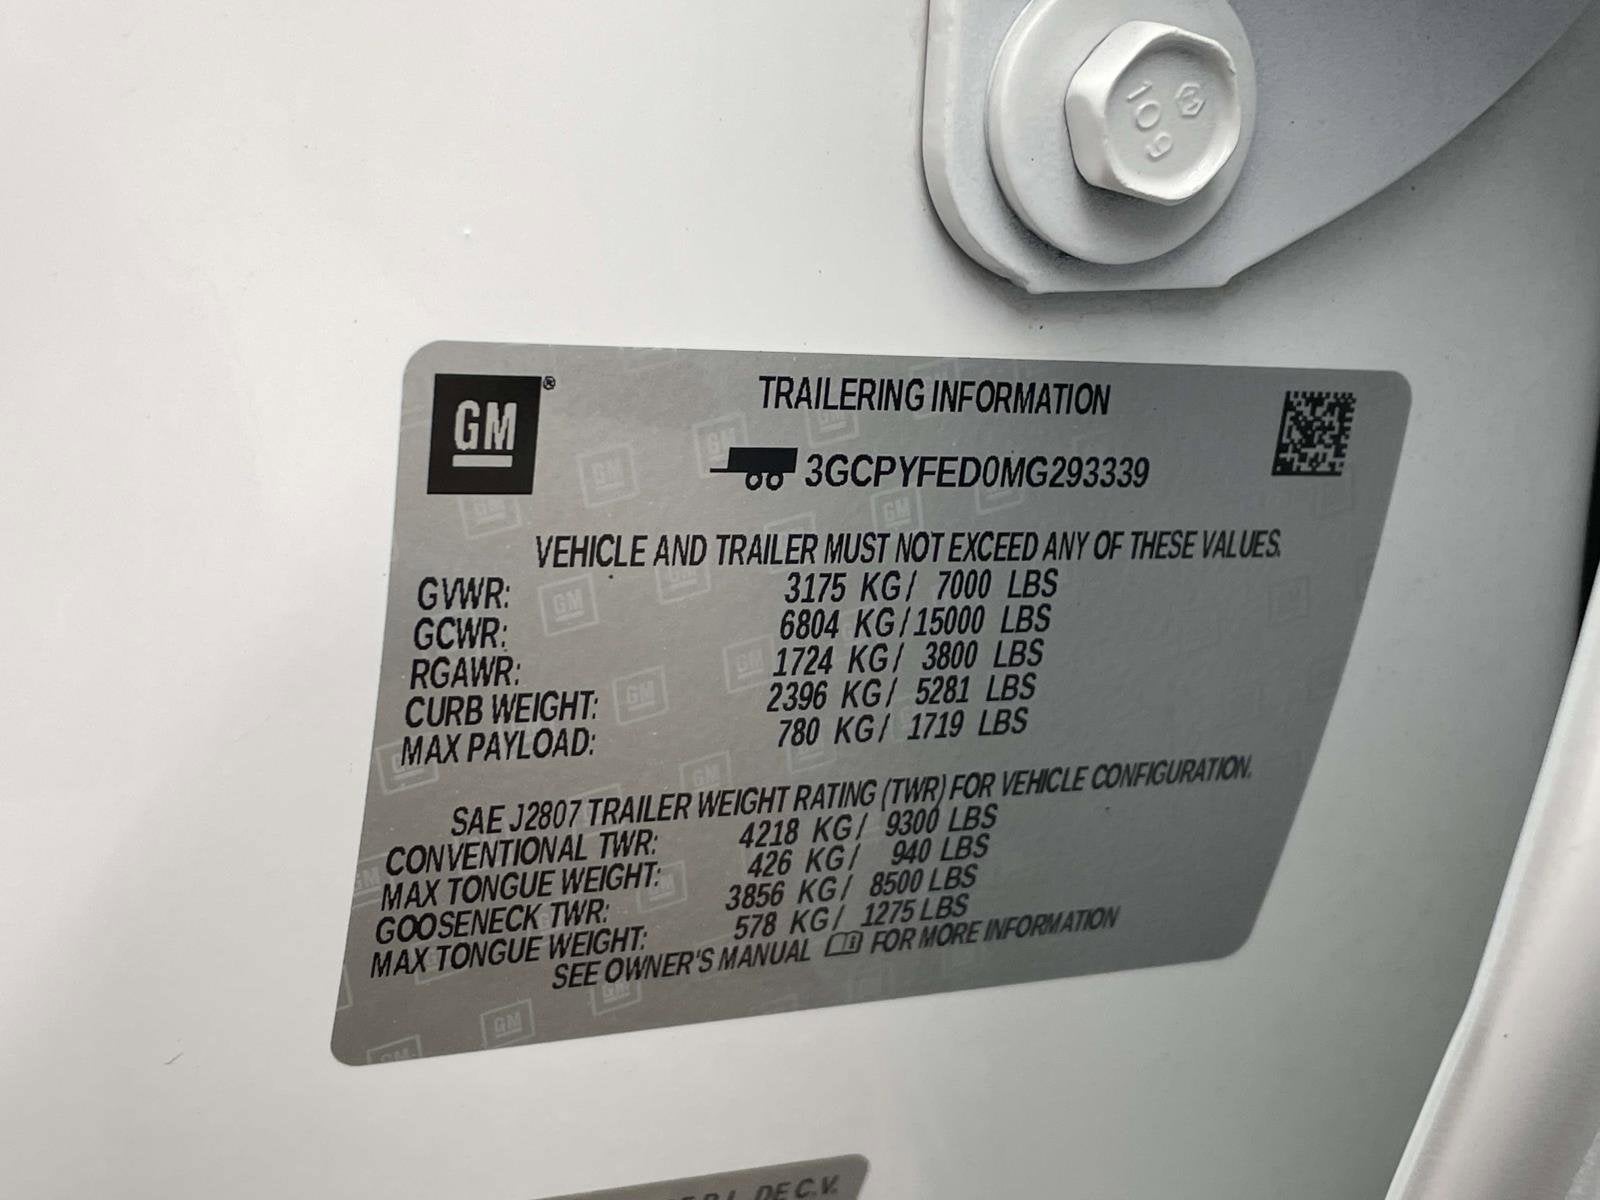 109
GM®
TRAILERING INFORMATION
3GCPYFED0MG293339
VEHICLE AND TRAILER MUST NOT EXCEED ANY OF THESE VALUES.
GVWR: 3175 KG/ 7000 LBS
GCWR: 6804 KG/15000 LBS
RGAWR: 1724 KG/ 3800 LBS
CURB WEIGHT: 2396 KG/ 5281 LBS
MAX PAYLOAD: 780 KG/ 1719 LBS
SAE J2807 TRAILER WEIGHT RATING (TWR) FOR VEHICLE CONFIGURATION.
CONVENTIONAL TWR: 4218 KG/ 9300 LBS
MAX TONGUE WEIGHT: 426 KG/ 940 LBS
GOOSENECK TWR: 3856 KG/ 8500 LBS
MAX TONGUE WEIGHT: 578 KG/ 1275 LBS
SEE OWNER'S MANUAL FOR MORE INFORMATION
DE C.V.